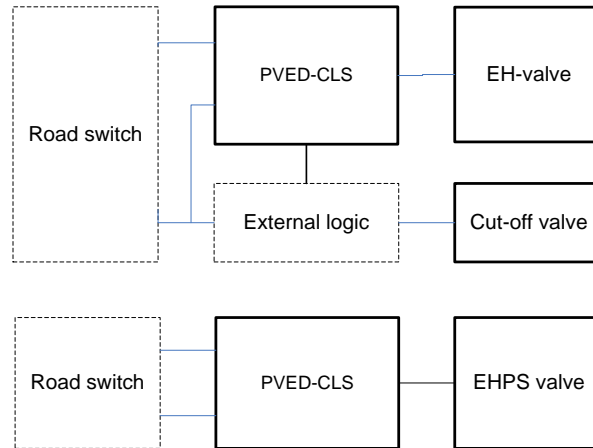 PVED-CLS
EH-valve
Road switch
External logic
Cut-off valve
Road switch
PVED-CLS
EHPS valve